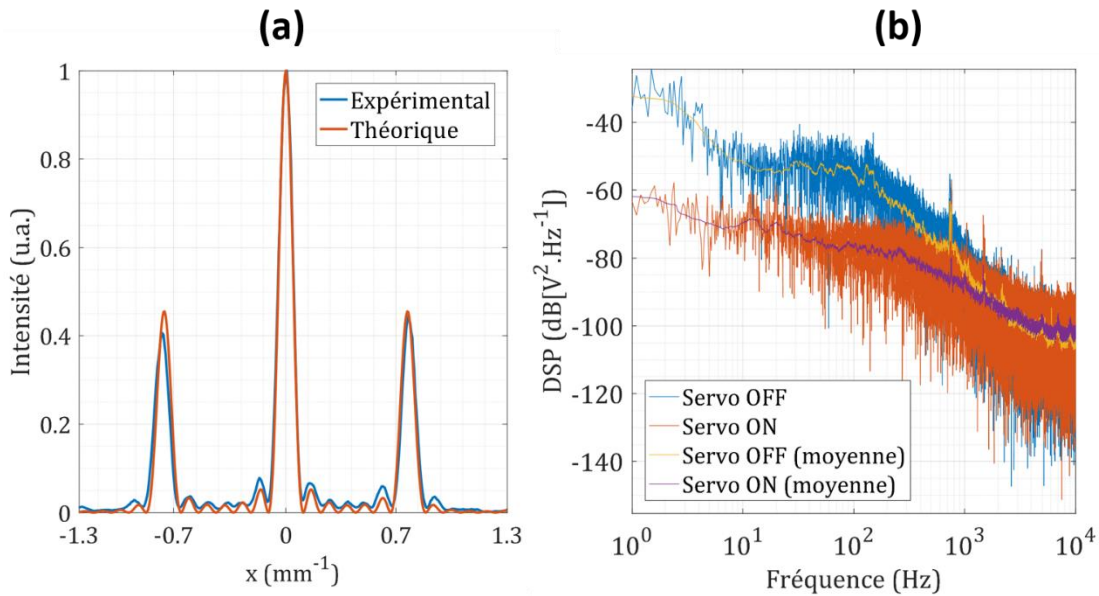 (a)
Intensité (u.a.)
1
0.8
0.6
0.4
0.2
0
-1.3
-0.7
0
0.7
1.3
x (mm⁻¹)
Expérimental
Théorique
(b)
DSP (dB[V².Hz⁻¹])
-40
-60
-80
-100
-120
-140
10⁰
10¹
10²
10³
10⁴
Fréquence (Hz)
Servo OFF
Servo ON
Servo OFF (moyenne)
Servo ON (moyenne)